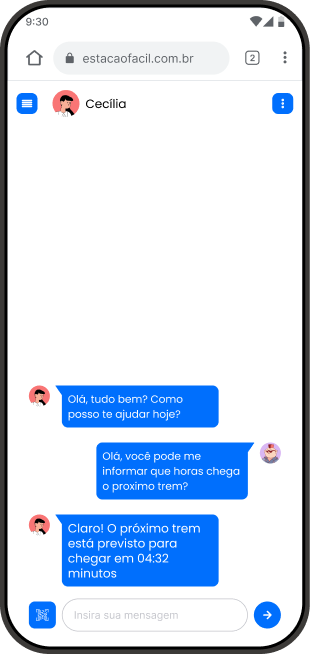 9:30
estacaofacil.com.br
2
Cecília
Olá, tudo bem? Como
posso te ajudar hoje?
Olá, você pode me
informar que horas chega
o proximo trem?
Claro! O próximo trem
está previsto para
chegar em 04:32
minutos
Insira sua mensagem